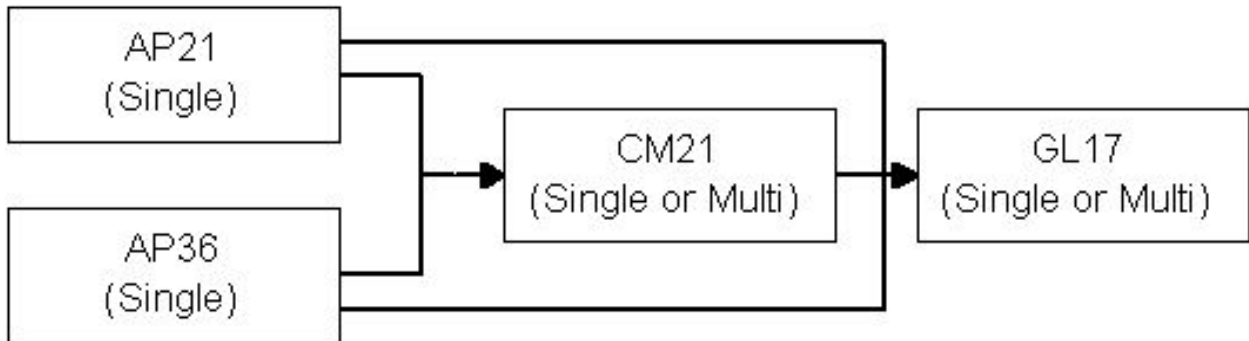 AP21
(Single)
CM21
(Single or Multi)
GL17
(Single or Multi)
AP36
(Single)